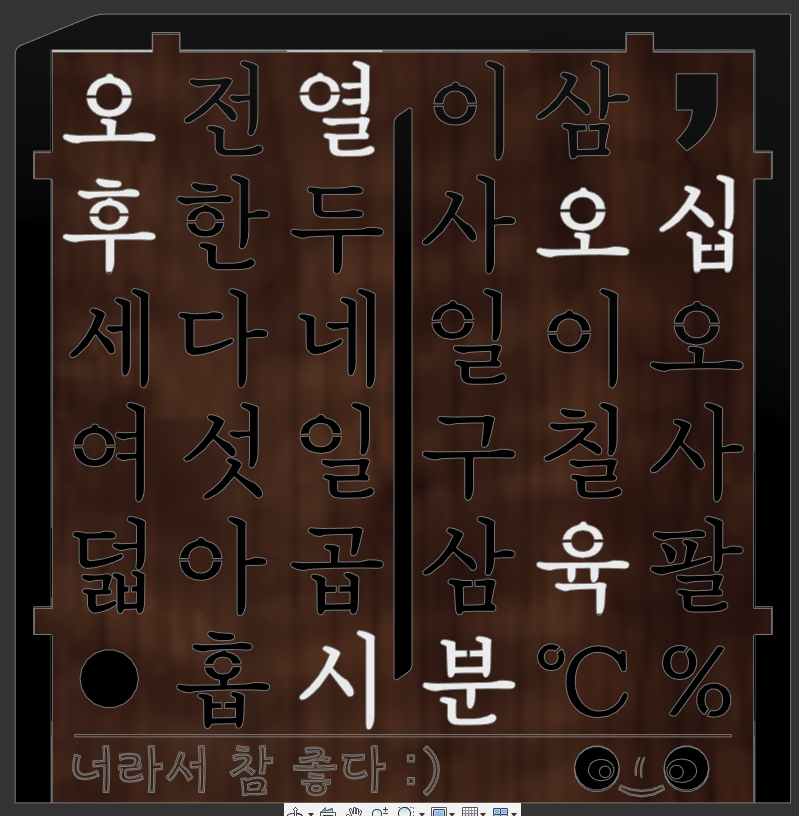 오 전 열 이 삼 ,
후 한 두 사 오 십
세 다 네 일 이 오
여 섯 일 구 칠 사
덟 아 곱 삼 육 팔
● 홉 시 분 ℃ %
너라서 참 좋다 :)